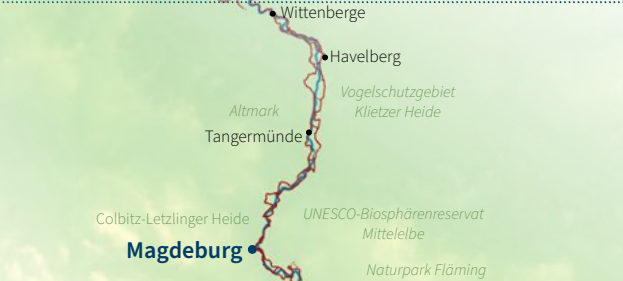 Wittenberge
Havelberg
Vogelschutzgebiet
Klietzer Heide
Altmark
Tangermünde
Colbitz-Letzlinger Heide
UNESCO-Biosphärenreservat
Mittelelbe
Magdeburg
Naturpark Fläming